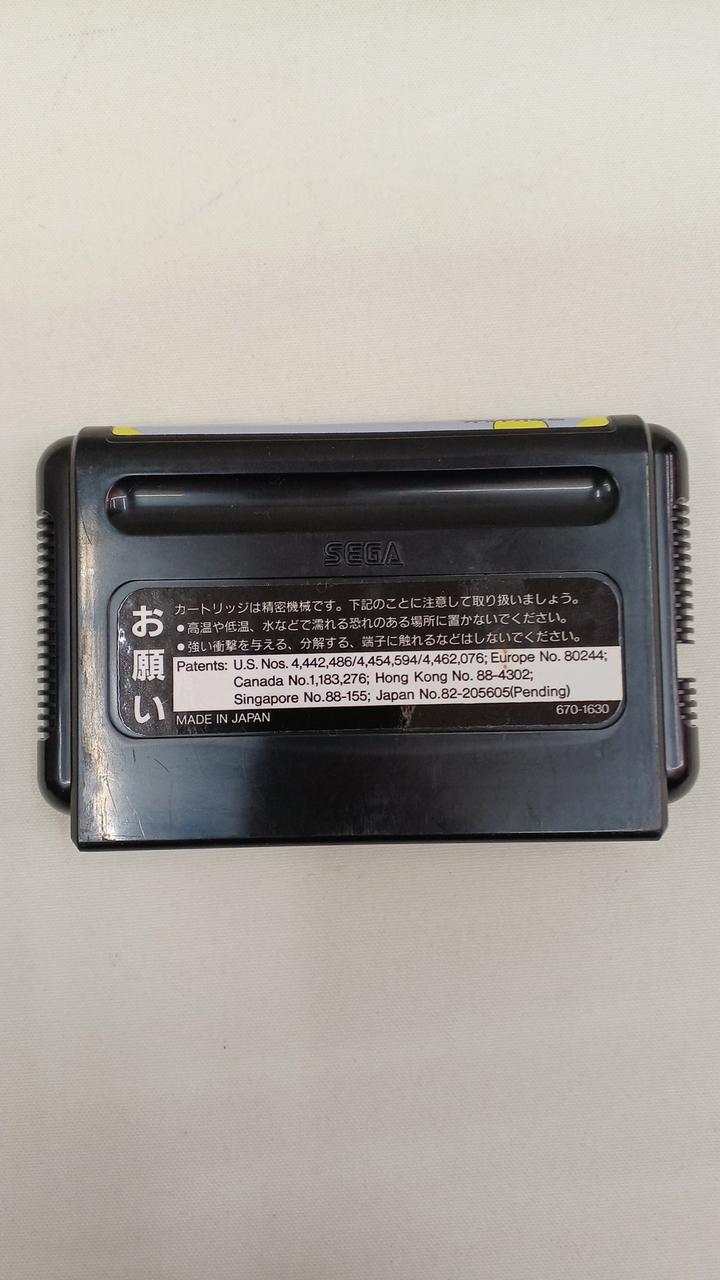 SEGA
お願い
カートリッジは精密機械です。下記のことに注意して取り扱いましょう。
●高温や低温、水などで濡れる恐れのある場所に置かないでください。
●強い衝撃を与える、分解する、端子に触れるなどはしないでください。
Patents: U.S. Nos. 4,442,486/4,454,594/4,462,076; Europe No. 80244;
Canada No.1,183,276; Hong Kong No. 88-4302;
Singapore No.88-155; Japan No.82-205605(Pending)
MADE IN JAPAN
670-1630